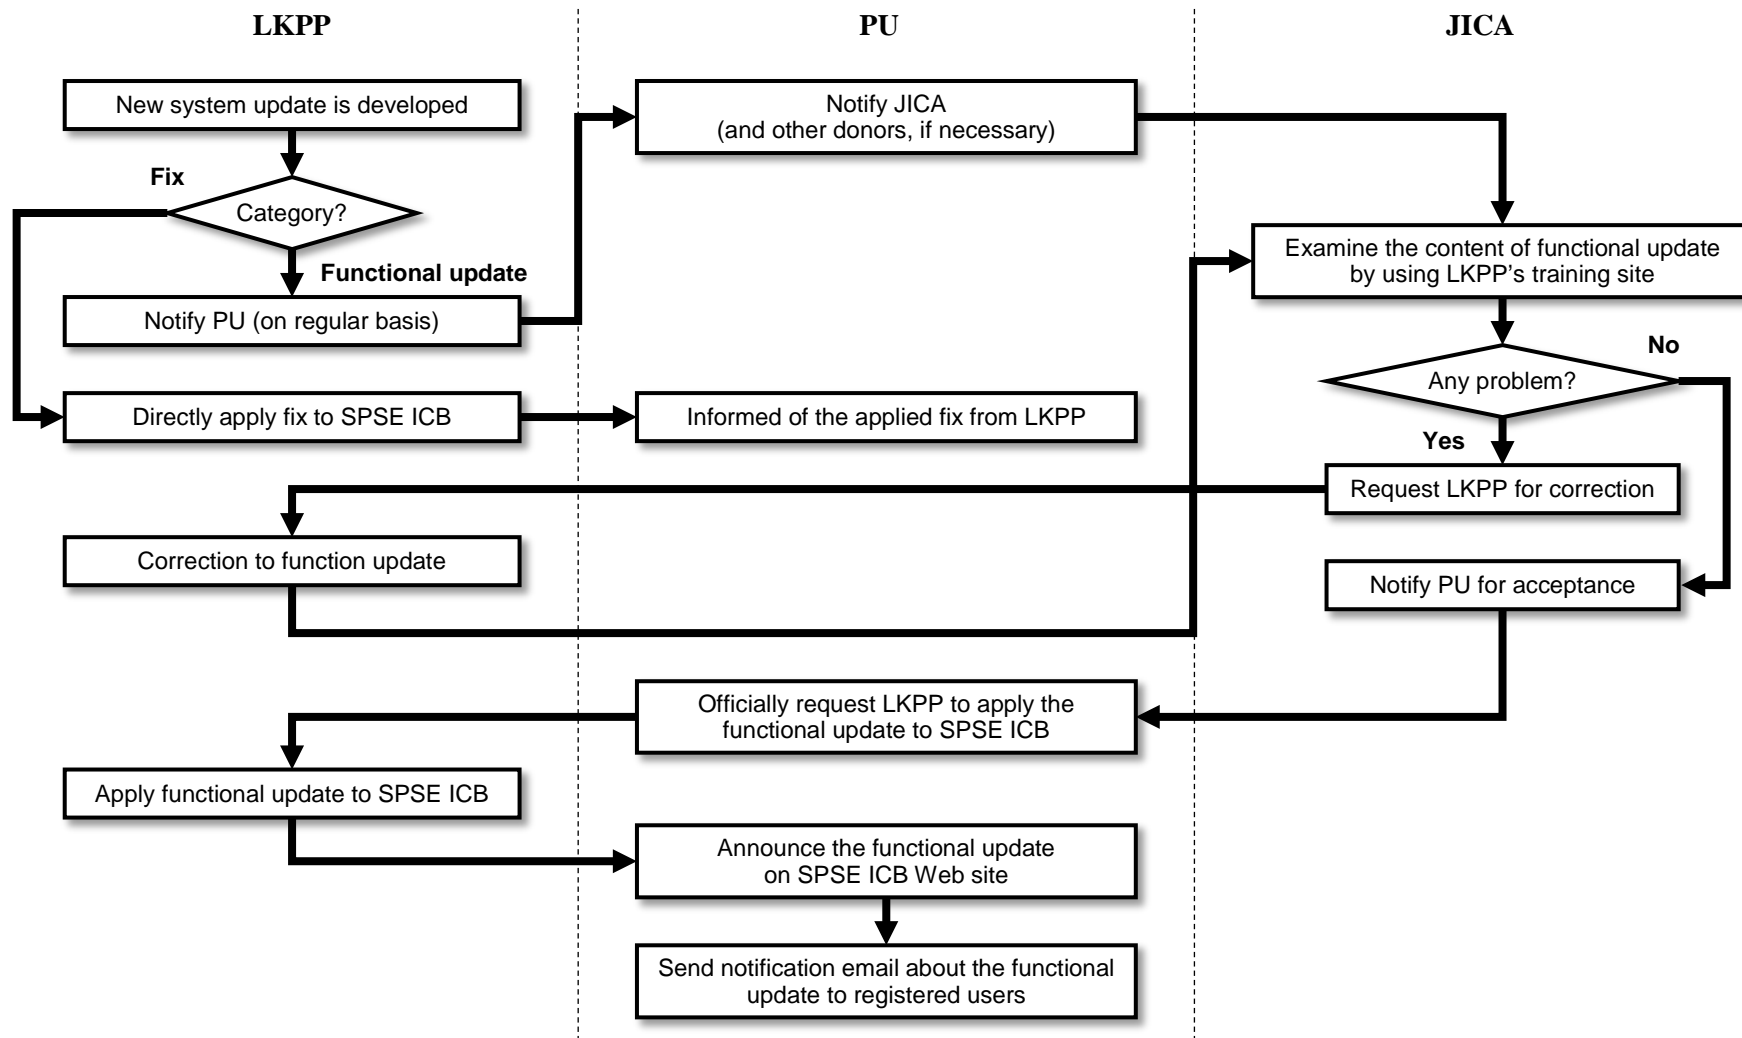 LKPP
PU
JICA
New system update is developed
Notify JICA
(and other donors, if necessary)
Fix
Category?
Functional update
Notify PU (on regular basis)
Examine the content of functional update
by using LKPP's training site
No
Any problem?
Yes
Directly apply fix to SPSE ICB
Informed of the applied fix from LKPP
Request LKPP for correction
Correction to function update
Notify PU for acceptance
Officially request LKPP to apply the
functional update to SPSE ICB
Apply functional update to SPSE ICB
Announce the functional update
on SPSE ICB Web site
Send notification email about the functional
update to registered users